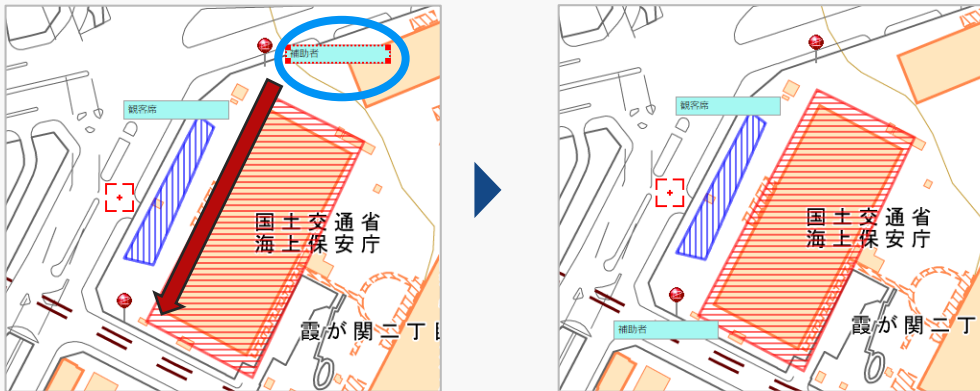 補助者
観客席
国土交通省
海上保安庁
霞が関二丁目
観客席
国土交通省
海上保安庁
霞が関二丁
補助者